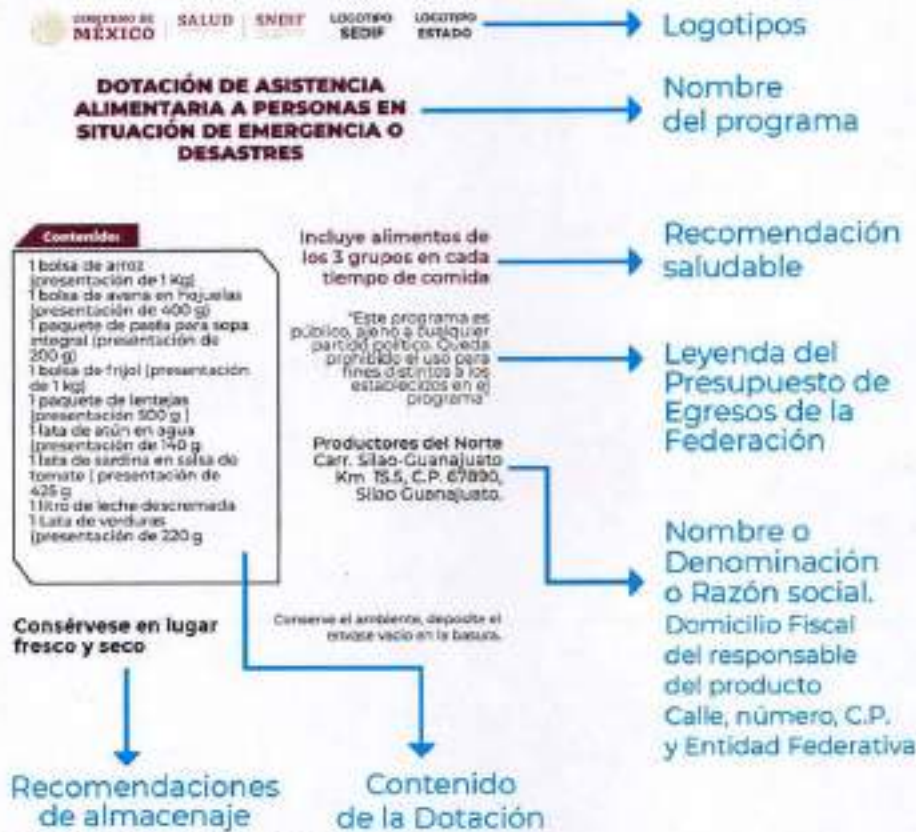 GOBIERNO DE MÉXICO
SALUD
SNDIF
LOGOTIPO SEDIF
LOGOTIPO ESTADO
Logotipos
DOTACIÓN DE ASISTENCIA
ALIMENTARIA A PERSONAS EN
SITUACIÓN DE EMERGENCIA O
DESASTRES
Nombre
del programa
Contenido:
1 bolsa de arroz
(presentación de 1 Kg)
1 bolsa de avena en hojuelas
(presentación de 400 g)
1 paquete de pasta para sopa
integral (presentación de
200 g)
1 bolsa de frijol (presentación
de 1 kg)
1 paquete de lentejas
(presentación 500 g )
1 lata de atún en agua
(presentación de 140 g
1 lata de sardina en salsa de
tomate ( presentación de
425 g
1 litro de leche descremada
1 Lata de verduras
(presentación de 220 g
Incluye alimentos de
los 3 grupos en cada
tiempo de comida
Recomendación
saludable
"Este programa es
público, ajeno a cualquier
partido político. Queda
prohibido el uso para
fines distintos a los
establecidos en el
programa"
Leyenda del
Presupuesto de
Egresos de la
Federación
Productores del Norte
Carr. Silao-Guanajuato
Km 15.5, C.P. 67890,
Silao Guanajuato.
Nombre o
Denominación
o Razón social.
Domicilio Fiscal
del responsable
del producto
Calle, número, C.P.
y Entidad Federativa
Consérvese en lugar
fresco y seco
Conserve el ambiente, deposite el
envase vacío en la basura.
Recomendaciones
de almacenaje
Contenido
de la Dotación